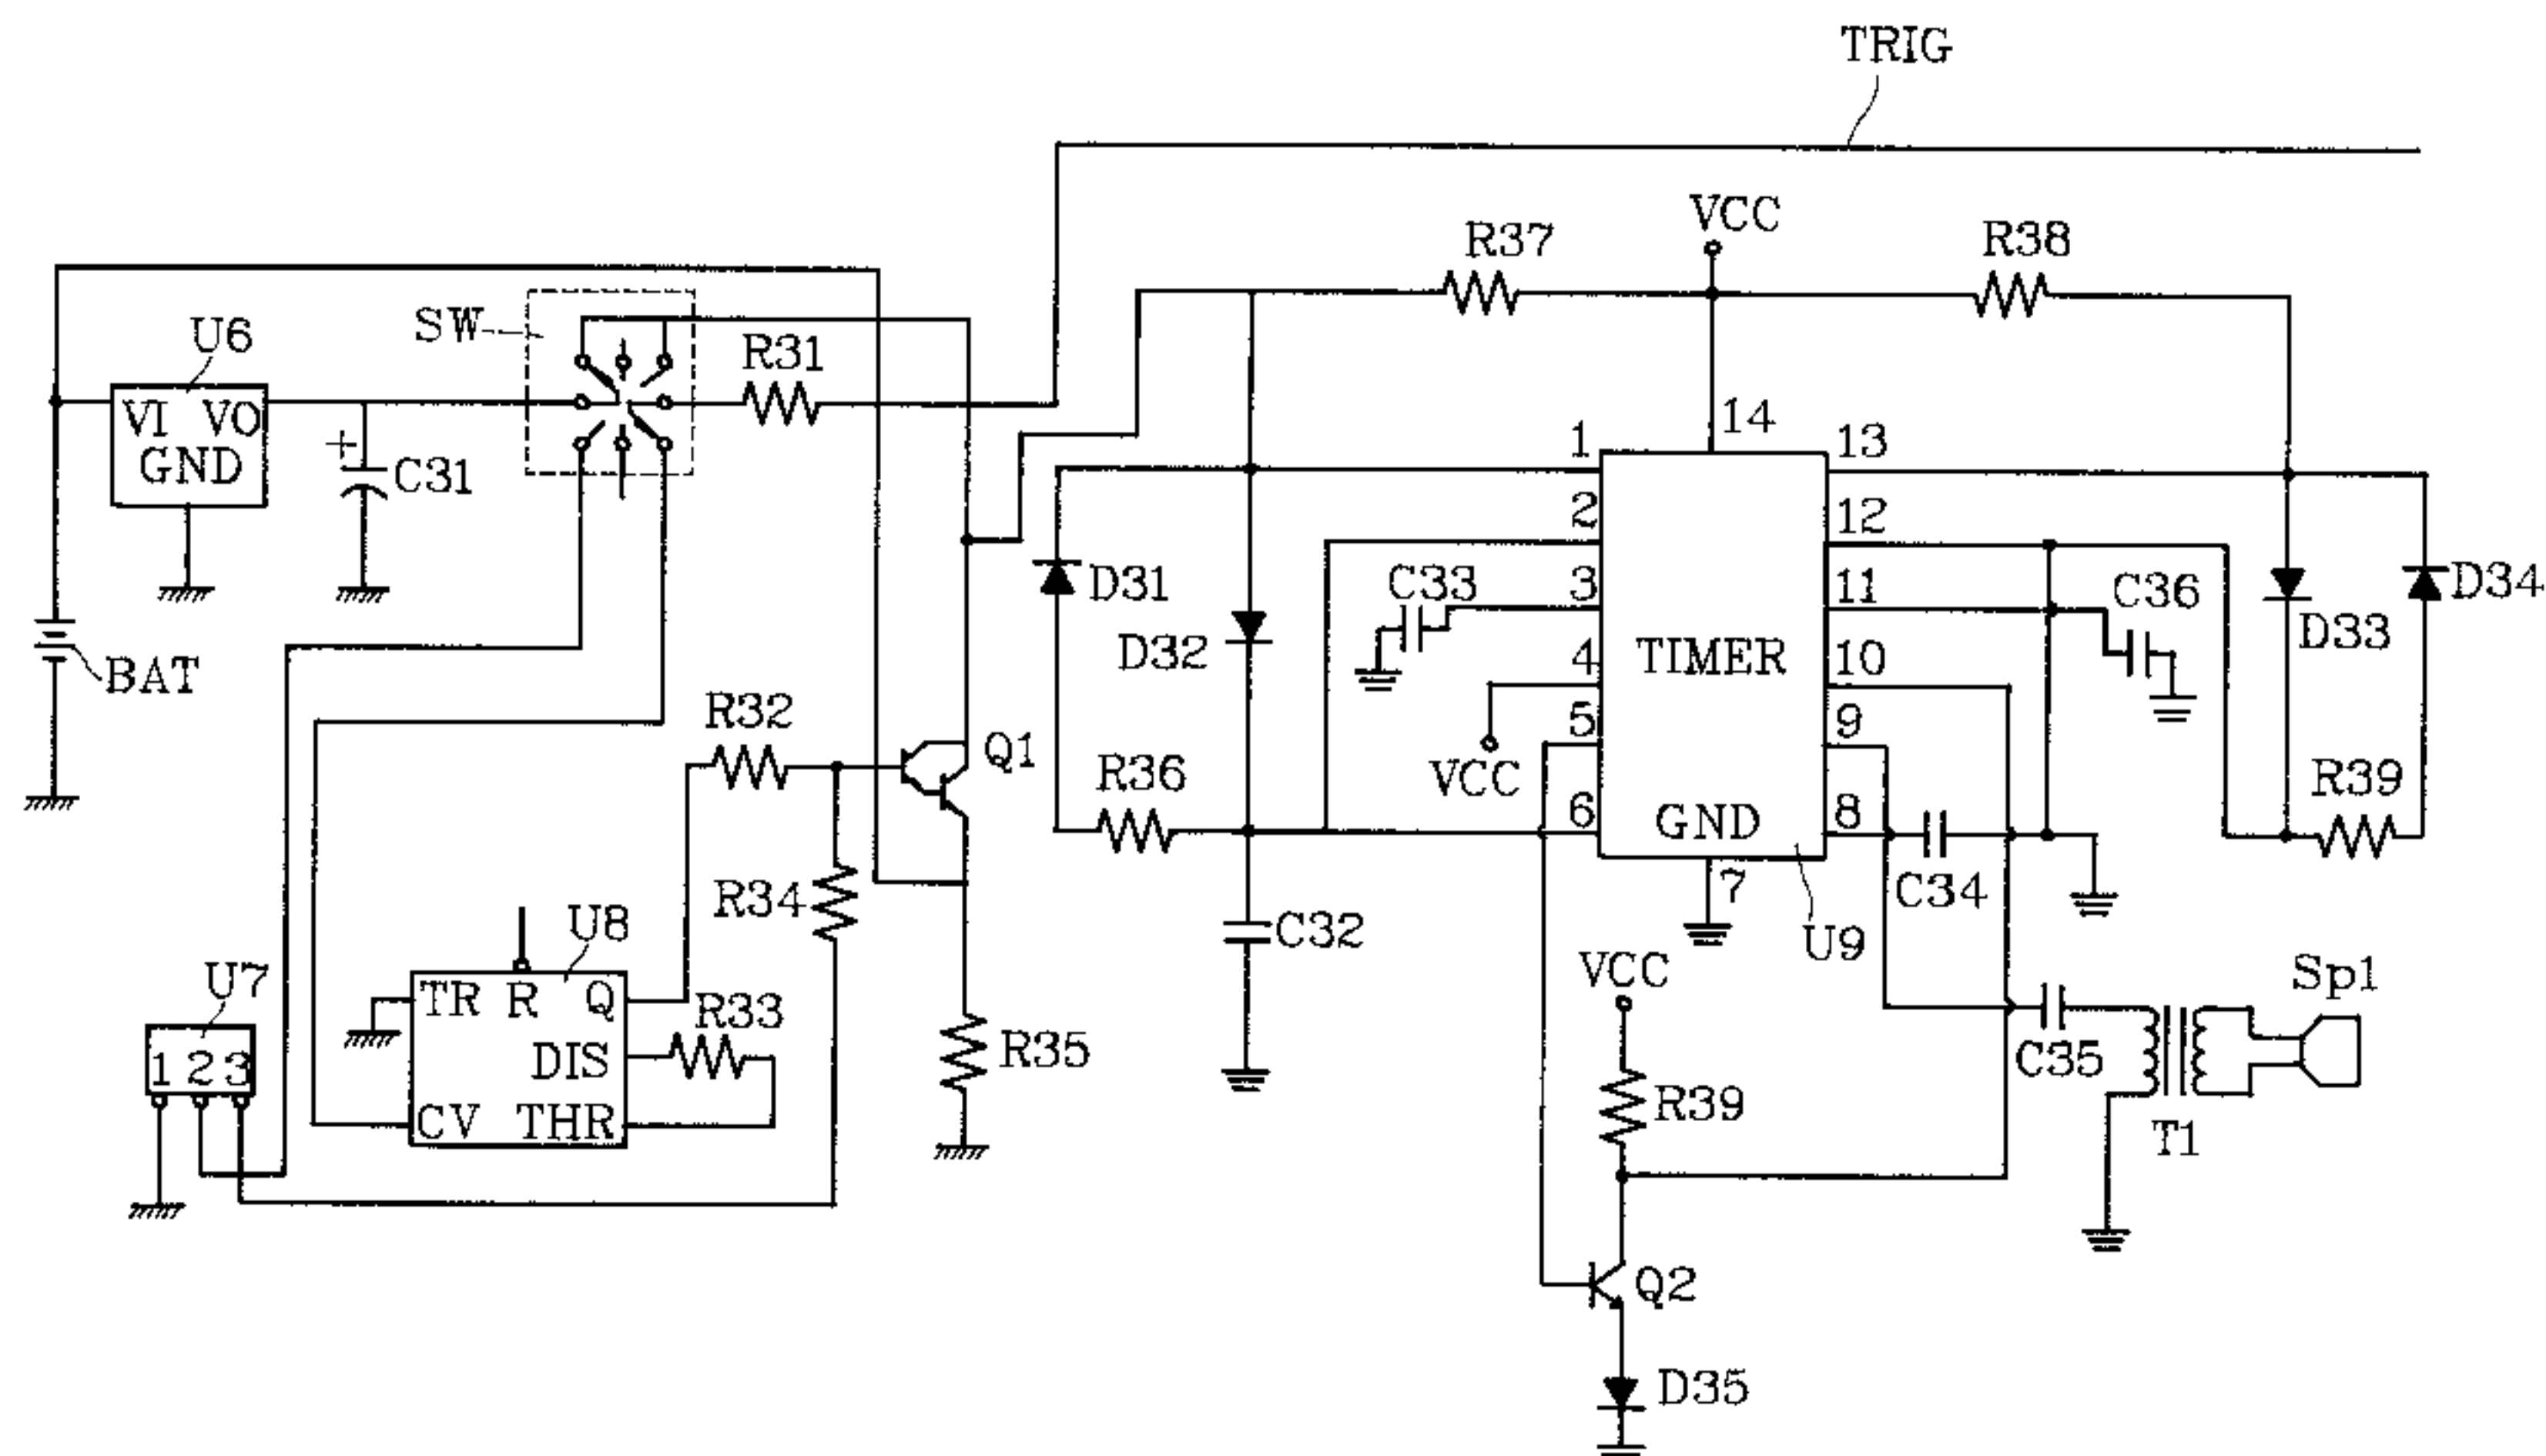 TRIG
VCC
R37
R38
SW
U6
R31
VI VO
GND
C31
14
1
13
2
12
3
11
4
10
5
9
6
8
7
TIMER
GND
U9
D31
D32
C33
C36
D33
D34
BAT
R32
Q1
VCC
R36
R39
R34
C32
C34
U8
U7
TR R Q
DIS
CV THR
R33
1 2 3
R35
VCC
R39
C35
Sp1
T1
Q2
D35